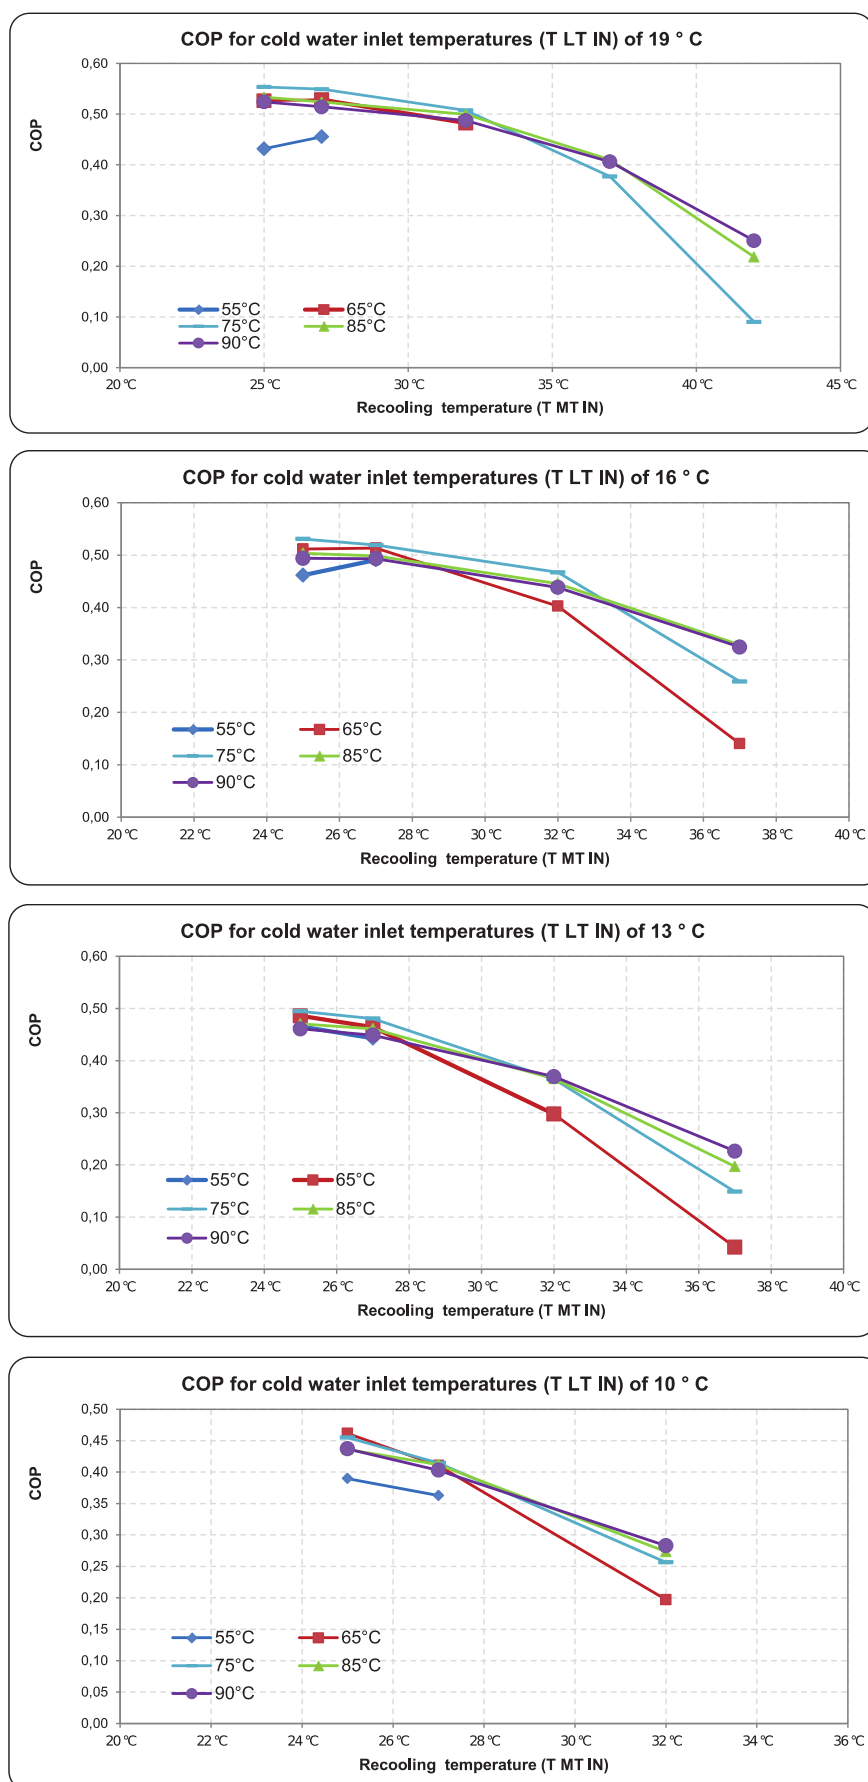 COP for cold water inlet temperatures (T LT IN) of 19 ° C
0,60
0,50
0,40
0,30
0,20
0,10
0,00
COP
55°C 65°C
75°C 85°C
90°C
20°C 25°C 30°C 35°C 40°C 45°C
Recooling temperature (T MT IN)
COP for cold water inlet temperatures (T LT IN) of 16 ° C
0,60
0,50
0,40
0,30
0,20
0,10
0,00
COP
55°C 65°C
75°C 85°C
90°C
20°C 22°C 24°C 26°C 28°C 30°C 32°C 34°C 36°C 38°C 40°C
Recooling temperature (T MT IN)
COP for cold water inlet temperatures (T LT IN) of 13 ° C
0,60
0,50
0,40
0,30
0,20
0,10
0,00
COP
55°C 65°C
75°C 85°C
90°C
20°C 22°C 24°C 26°C 28°C 30°C 32°C 34°C 36°C 38°C 40°C
Recooling temperature (T MT IN)
COP for cold water inlet temperatures (T LT IN) of 10 ° C
0,50
0,45
0,40
0,35
0,30
0,25
0,20
0,15
0,10
0,05
0,00
COP
55°C 65°C
75°C 85°C
90°C
20°C 22°C 24°C 26°C 28°C 30°C 32°C 34°C 36°C
Recooling temperature (T MT IN)